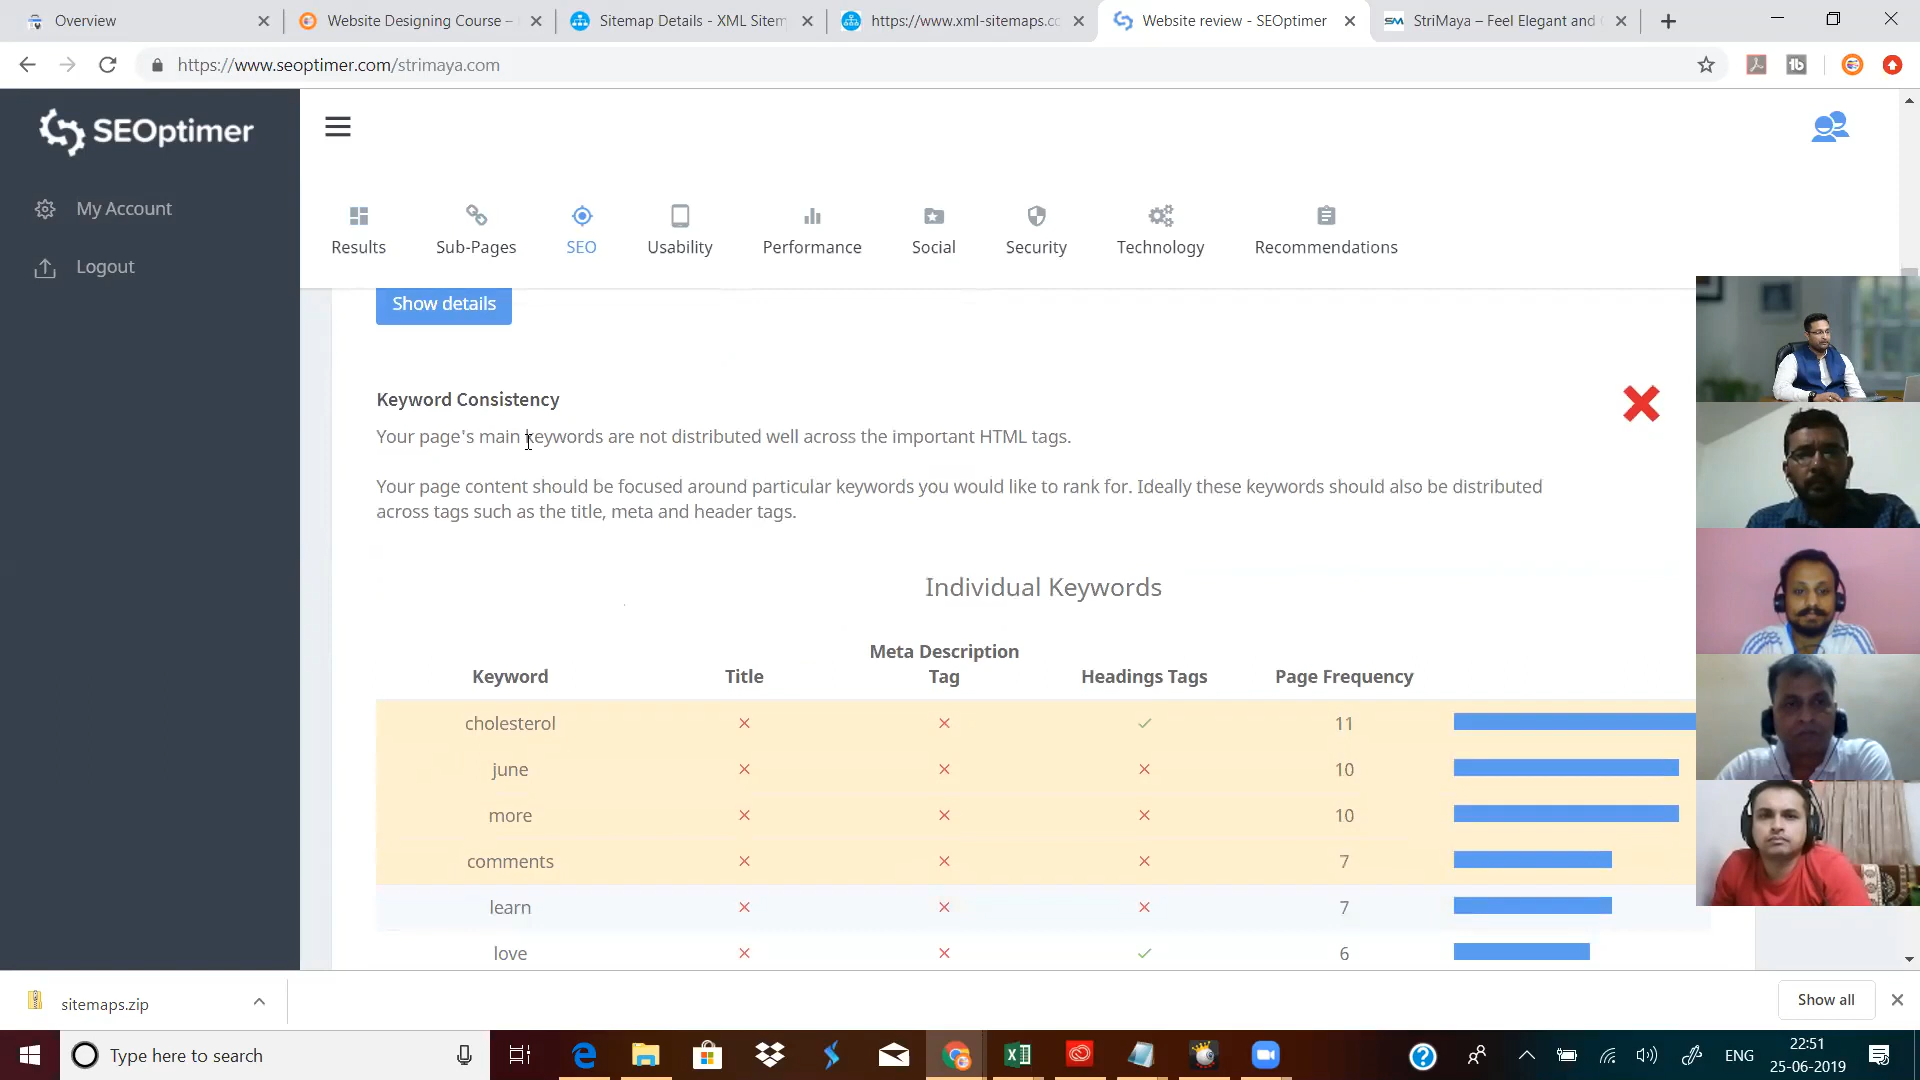 Overview
Website Designing Course –
Sitemap Details - XML Sitem
https://www.xml-sitemaps.cc
Website review - SEOptimer
StriMaya – Feel Elegant and
https://www.seoptimer.com/strimaya.com
SEOptimer
My Account
Logout
Results
Sub-Pages
SEO
Usability
Performance
Social
Security
Technology
Recommendations
Show details
Keyword Consistency
Your page's main keywords are not distributed well across the important HTML tags.
Your page content should be focused around particular keywords you would like to rank for. Ideally these keywords should also be distributed
across tags such as the title, meta and header tags.
Individual Keywords
Keyword Title Meta Description Tag Headings Tags Page Frequency
cholesterol 11
june 10
more 10
comments 7
learn 7
love 6
sitemaps.zip
Show all
Type here to search
ENG
22:51
25-06-2019